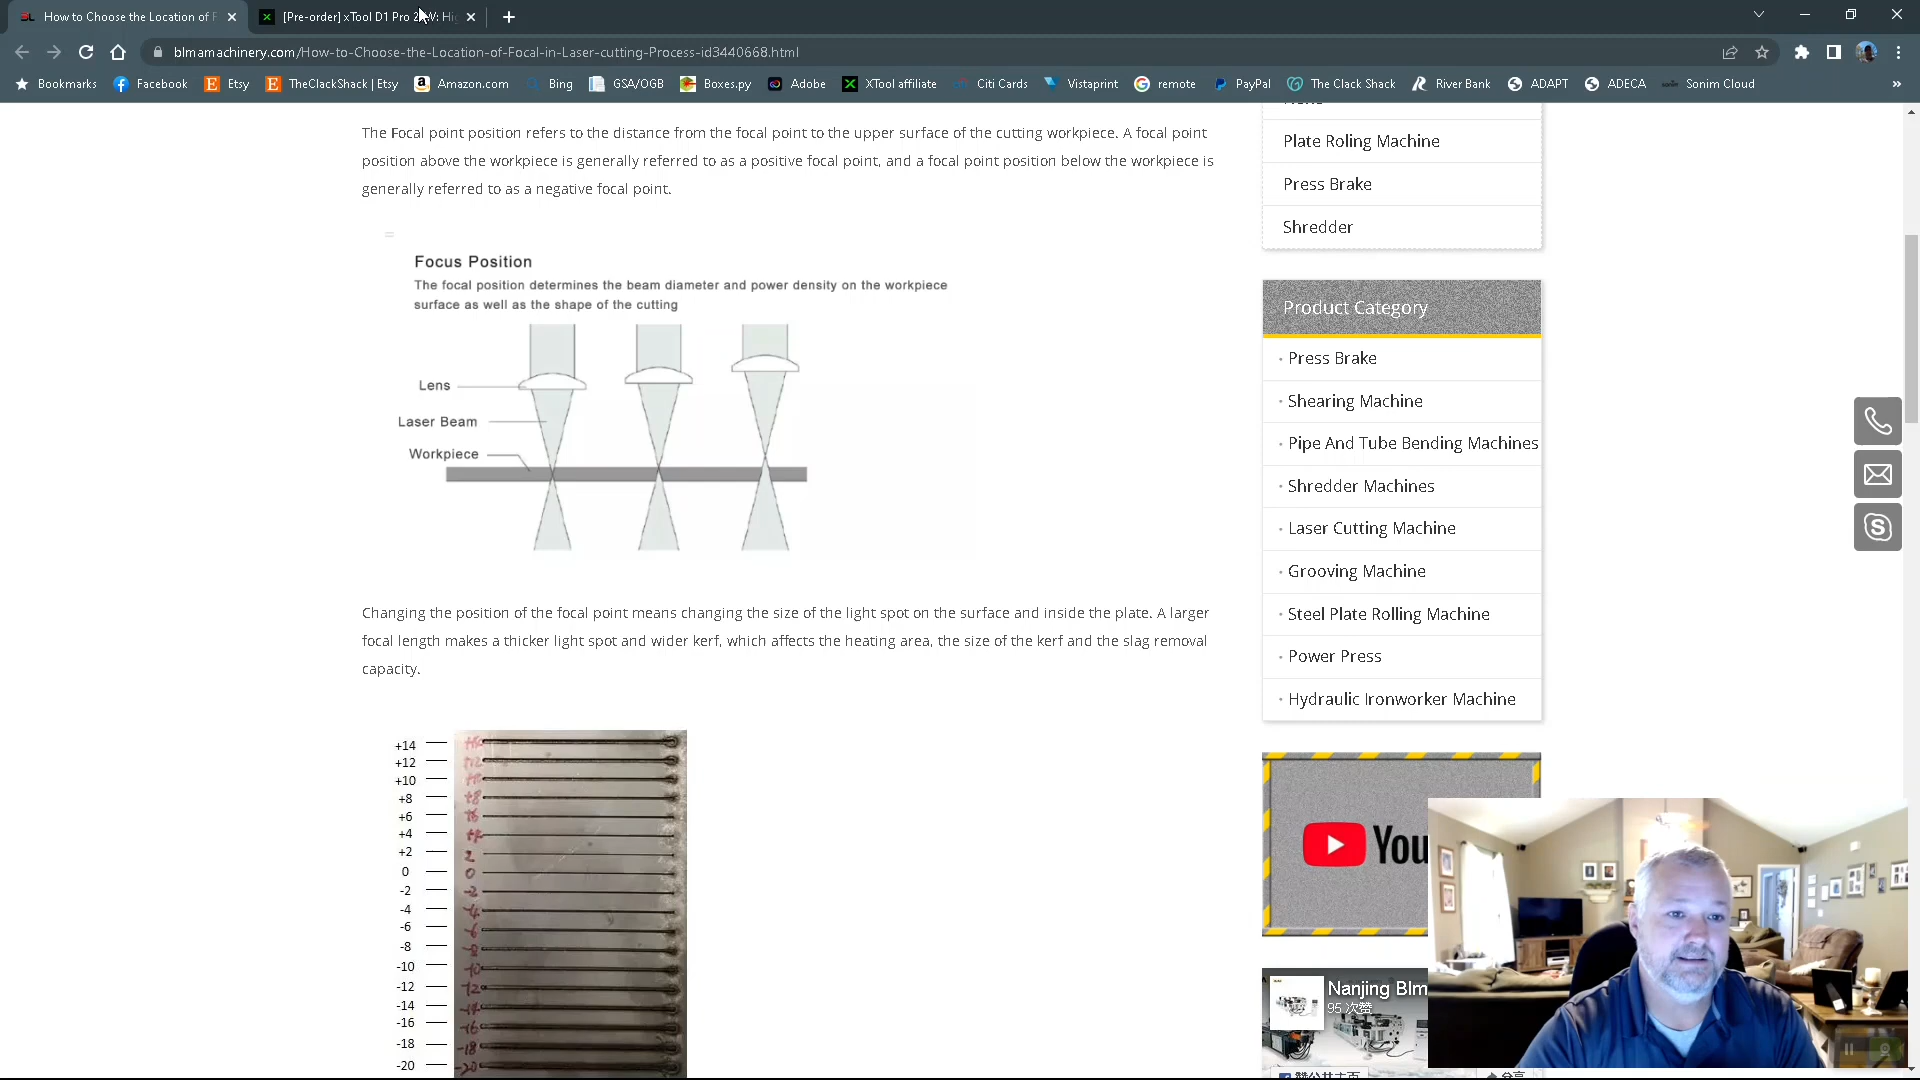 How to Choose the Location of F
[Pre-order] xTool D1 Pro 2 W: Hi
blmamachinery.com/How-to-Choose-the-Location-of-Focal-in-Laser-cutting-Process-id3440668.html
Bookmarks Facebook Etsy TheClackShack | Etsy Amazon.com Bing GSA/OGB Boxes.py Adobe XTool affiliate Citi Cards Vistaprint remote PayPal The Clack Shack River Bank ADAPT ADECA Sonim Cloud »
The Focal point position refers to the distance from the focal point to the upper surface of the cutting workpiece. A focal point
position above the workpiece is generally referred to as a positive focal point, and a focal point position below the workpiece is
generally referred to as a negative focal point.
Focus Position
The focal position determines the beam diameter and power density on the workpiece
surface as well as the shape of the cutting
Lens
Laser Beam
Workpiece
Changing the position of the focal point means changing the size of the light spot on the surface and inside the plate. A larger
focal length makes a thicker light spot and wider kerf, which affects the heating area, the size of the kerf and the slag removal
capacity.
+14
+12
+10
+8
+6
+4
+2
0
-2
-4
-6
-8
-10
-12
-14
-16
-18
-20
Plate Roling Machine
Press Brake
Shredder
Product Category
Press Brake
Shearing Machine
Pipe And Tube Bending Machines
Shredder Machines
Laser Cutting Machine
Grooving Machine
Steel Plate Rolling Machine
Power Press
Hydraulic Ironworker Machine
You
Nanjing Blm
95 次赞